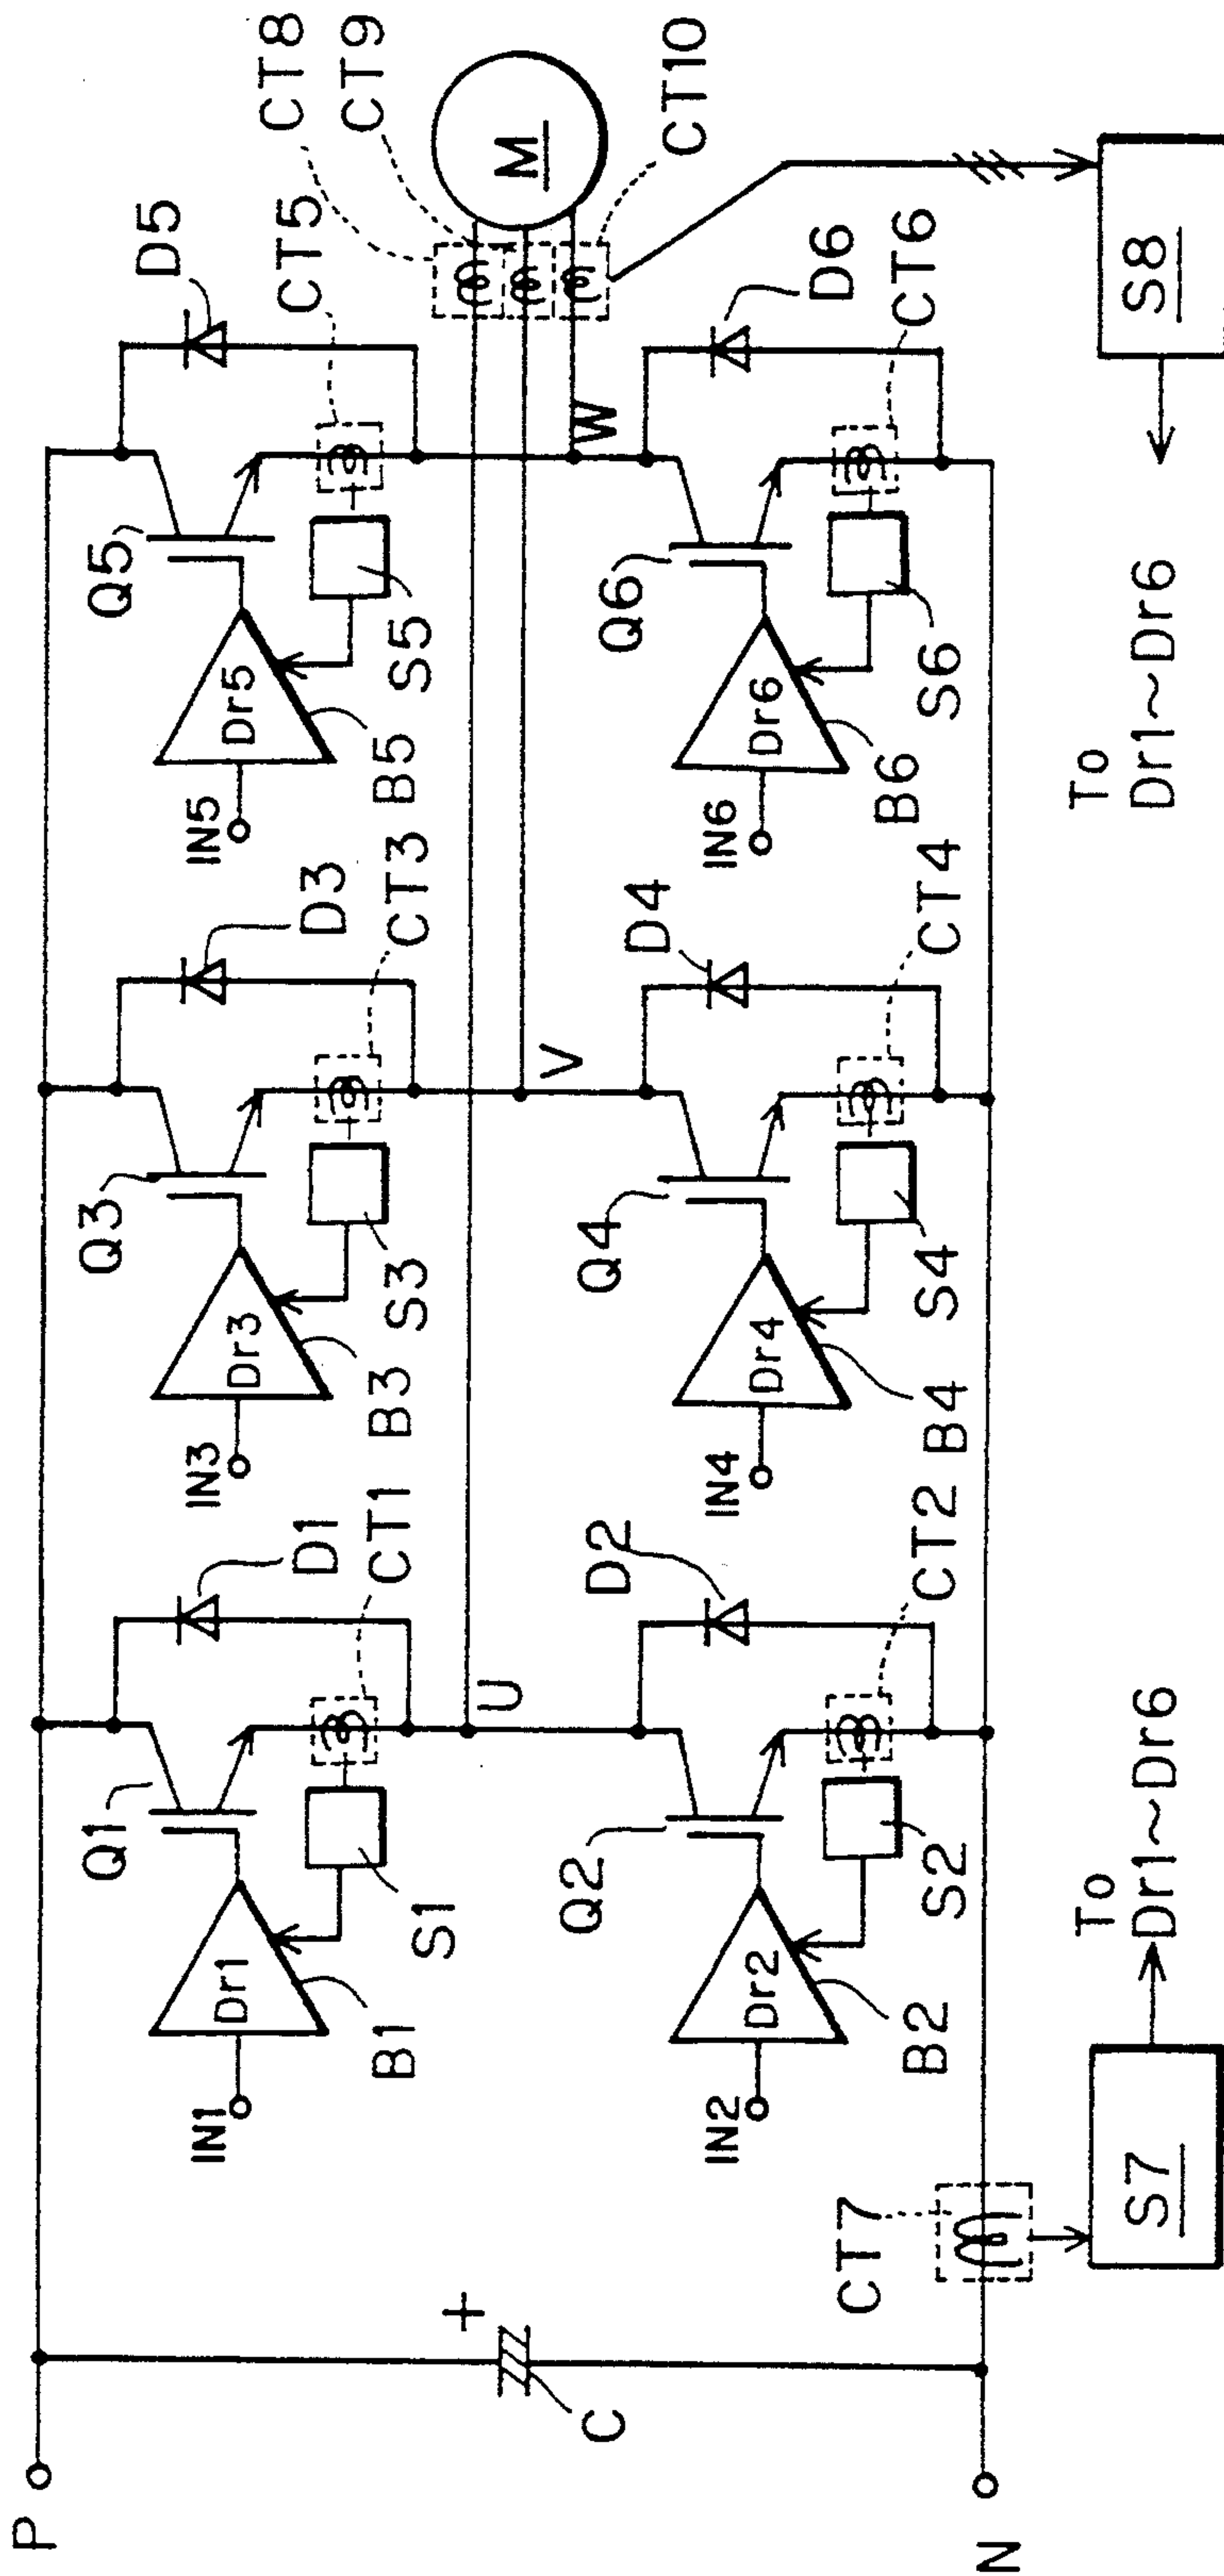 P
N
C
+
CT7
S7
To
Dr1~Dr6
IN1
Dr1
B1
Q1
S1
D1
CT1
U
IN2
Dr2
B2
Q2
S2
D2
CT2
IN3
Dr3
B3
Q3
S3
D3
CT3
V
IN4
Dr4
B4
Q4
S4
D4
CT4
IN5
Dr5
B5
Q5
S5
D5
CT5
W
IN6
Dr6
B6
Q6
S6
D6
CT6
CT8
CT9
M
CT10
S8
To
Dr1~Dr6